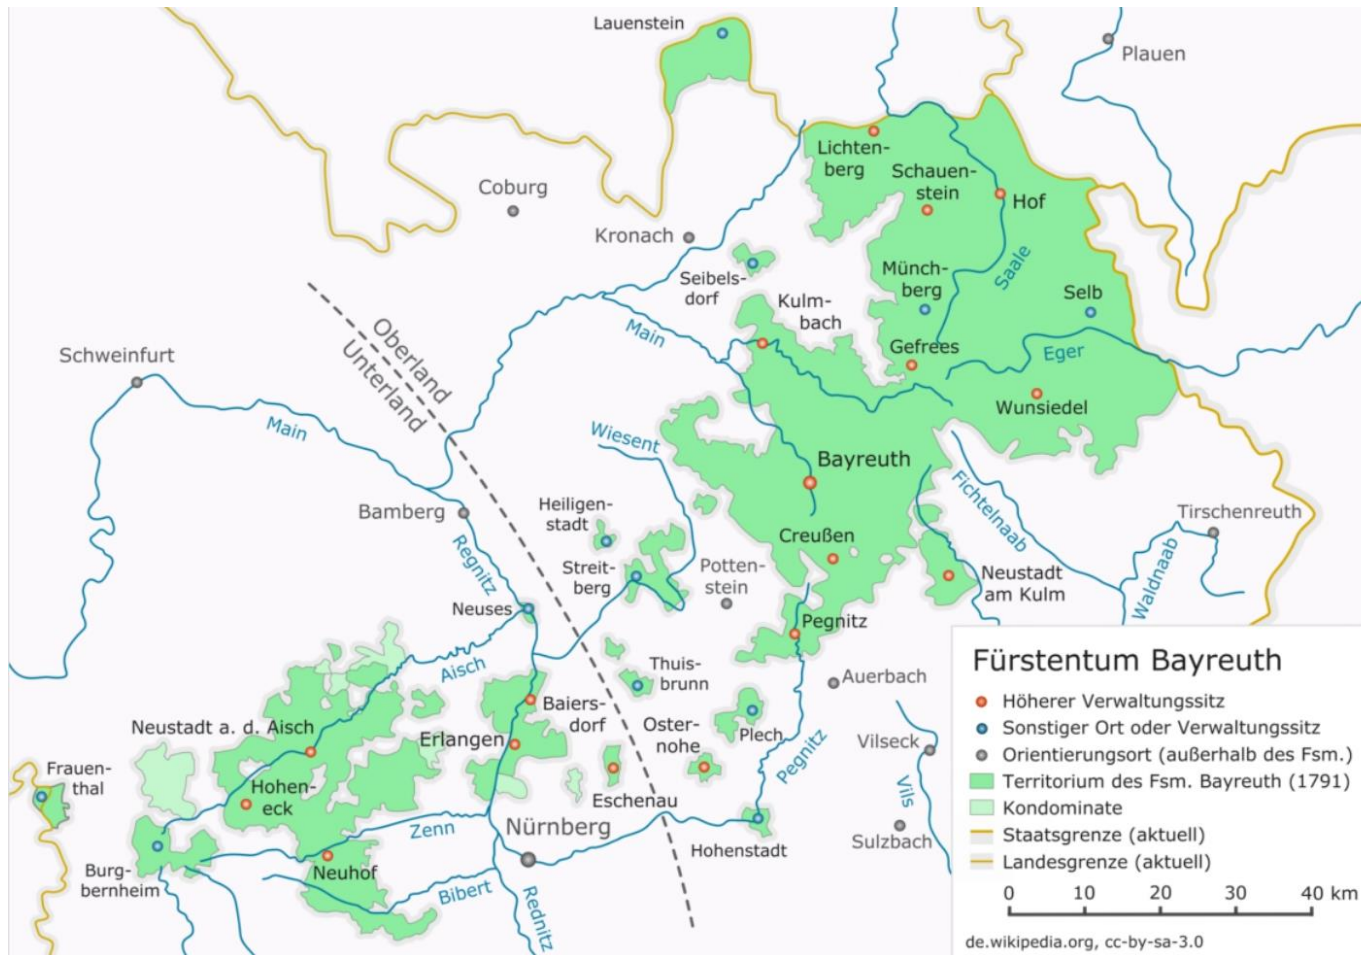 Lauenstein
Plauen
Lichten-
berg
Schauen-
stein
Hof
Coburg
Kronach
Seibels-
dorf
Münch-
berg
Saale
Selb
Kulm-
bach
Main
Gefrees
Eger
Oberland
Unterland
Schweinfurt
Wunsiedel
Main
Wiesent
Bayreuth
Fichtelnaab
Bamberg
Heiligen-
stadt
Tirschenreuth
Regnitz
Creußen
Waldnaab
Streit-
berg
Potten-
stein
Neustadt
am Kulm
Neuses
Pegnitz
Aisch
Thuis-
brunn
Auerbach
Neustadt a. d. Aisch
Baiers-
dorf
Erlangen
Oster-
nohe
Plech
Pegnitz
Vilseck
Frauen-
thal
Hohen-
eck
Eschenau
Vils
Zenn
Nürnberg
Sulzbach
Burg-
bernheim
Neuhof
Hohenstadt
Bibert
Rednitz
Fürstentum Bayreuth
Höherer Verwaltungssitz
Sonstiger Ort oder Verwaltungssitz
Orientierungsort (außerhalb des Fsm.)
Territorium des Fsm. Bayreuth (1791)
Kondominate
Staatsgrenze (aktuell)
Landesgrenze (aktuell)
0 10 20 30 40 km
de.wikipedia.org, cc-by-sa-3.0